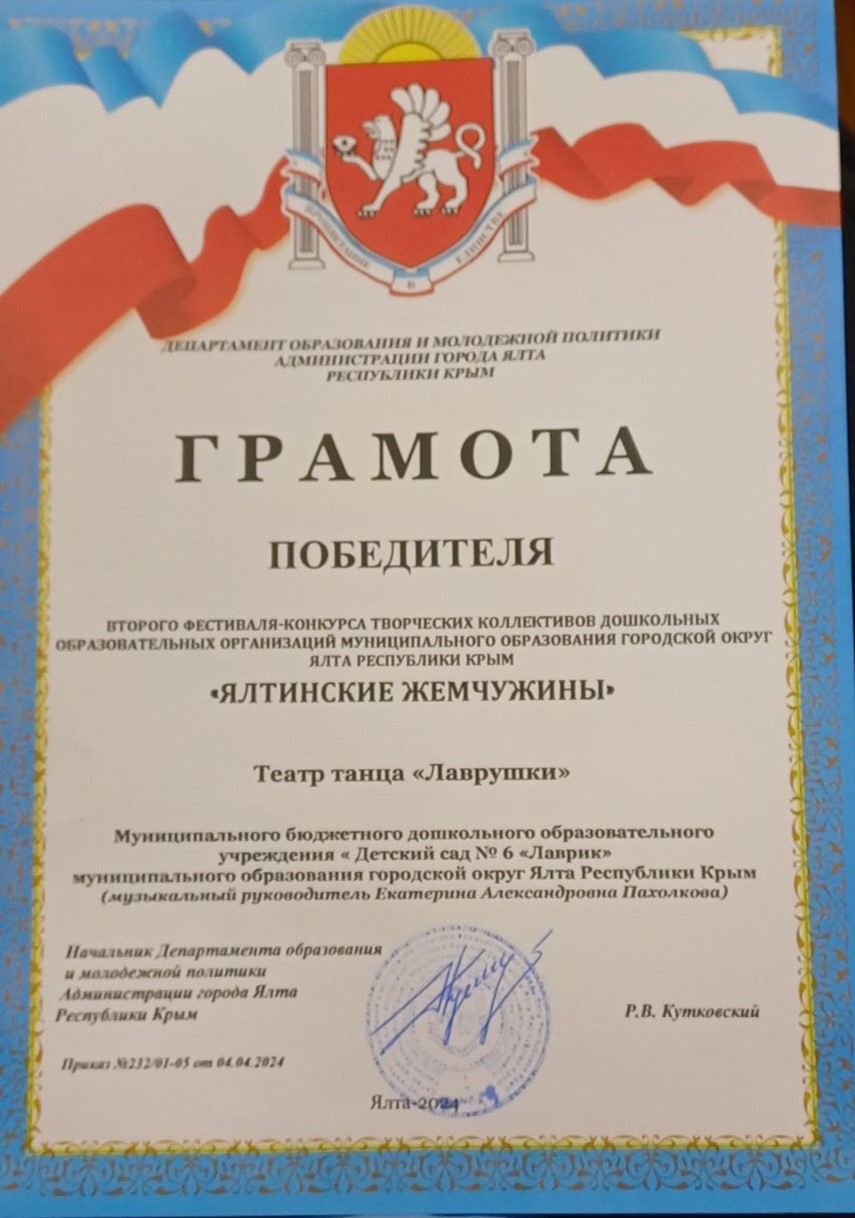 ПРОЦВЕТАНИЕ В ЕДИНСТВЕ
ДЕПАРТАМЕНТ ОБРАЗОВАНИЯ И МОЛОДЕЖНОЙ ПОЛИТИКИ
АДМИНИСТРАЦИИ ГОРОДА ЯЛТА
РЕСПУБЛИКИ КРЫМ
ГРАМОТА
ПОБЕДИТЕЛЯ
ВТОРОГО ФЕСТИВАЛЯ-КОНКУРСА ТВОРЧЕСКИХ КОЛЛЕКТИВОВ ДОШКОЛЬНЫХ
ОБРАЗОВАТЕЛЬНЫХ ОРГАНИЗАЦИЙ МУНИЦИПАЛЬНОГО ОБРАЗОВАНИЯ ГОРОДСКОЙ ОКРУГ
ЯЛТА РЕСПУБЛИКИ КРЫМ
«ЯЛТИНСКИЕ ЖЕМЧУЖИНЫ»
Театр танца «Лаврушки»
Муниципального бюджетного дошкольного образовательного
учреждения « Детский сад № 6 «Лаврик»
муниципального образования городской округ Ялта Республики Крым
(музыкальный руководитель Екатерина Александровна Пахолкова)
Начальник Департамента образования
и молодежной политики
Администрации города Ялта
Республики Крым
Р.В. Кутковский
Приказ №232/01-05 от 04.04.2024
Ялта-2024